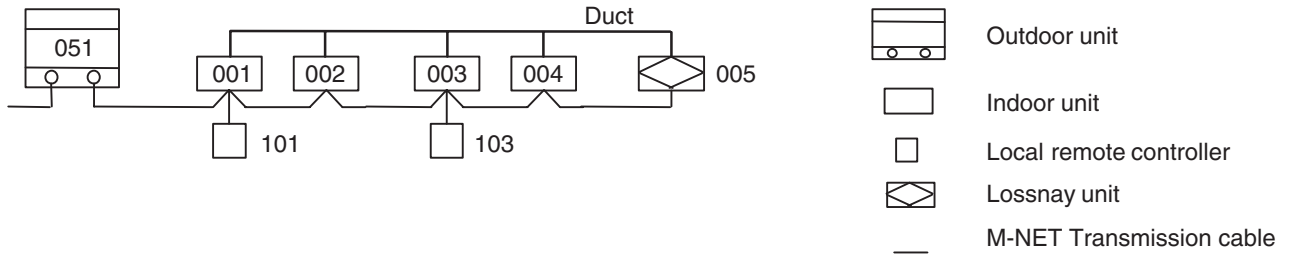 Duct
051
001
002
003
004
005
101
103
Outdoor unit
Indoor unit
Local remote controller
Lossnay unit
M-NET Transmission cable